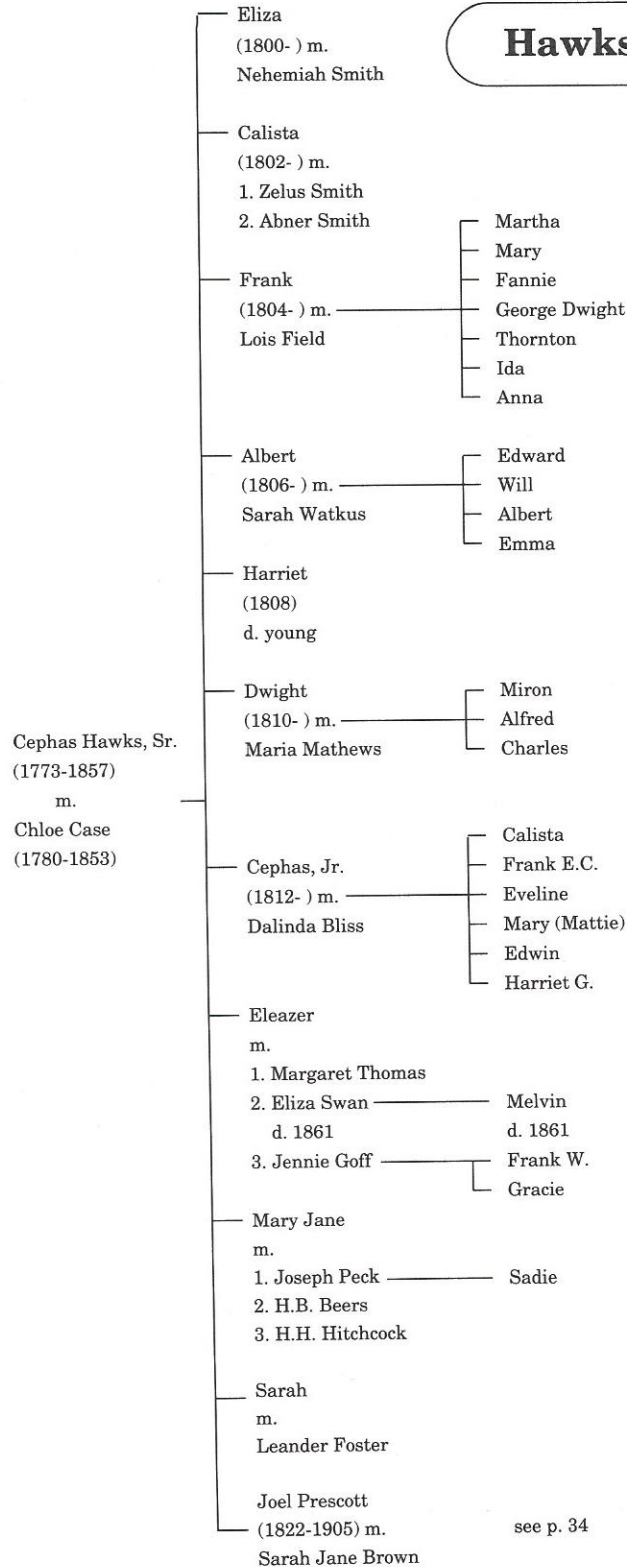 Hawks
Eliza
(1800- ) m.
Nehemiah Smith
Calista
(1802- ) m.
1. Zelus Smith
2. Abner Smith
Frank
(1804- ) m.
Lois Field
Martha
Mary
Fannie
George Dwight
Thornton
Ida
Anna
Albert
(1806- ) m.
Sarah Watkus
Edward
Will
Albert
Emma
Harriet
(1808)
d. young
Dwight
(1810- ) m.
Maria Mathews
Miron
Alfred
Charles
Cephas Hawks, Sr.
(1773-1857)
m.
Chloe Case
(1780-1853)
Cephas, Jr.
(1812- ) m.
Dalinda Bliss
Calista
Frank E.C.
Eveline
Mary (Mattie)
Edwin
Harriet G.
Eleazer
m.
1. Margaret Thomas
2. Eliza Swan
d. 1861
3. Jennie Goff
Melvin
d. 1861
Frank W.
Gracie
Mary Jane
m.
1. Joseph Peck
2. H.B. Beers
3. H.H. Hitchcock
Sadie
Sarah
m.
Leander Foster
Joel Prescott
(1822-1905) m.
Sarah Jane Brown
see p. 34